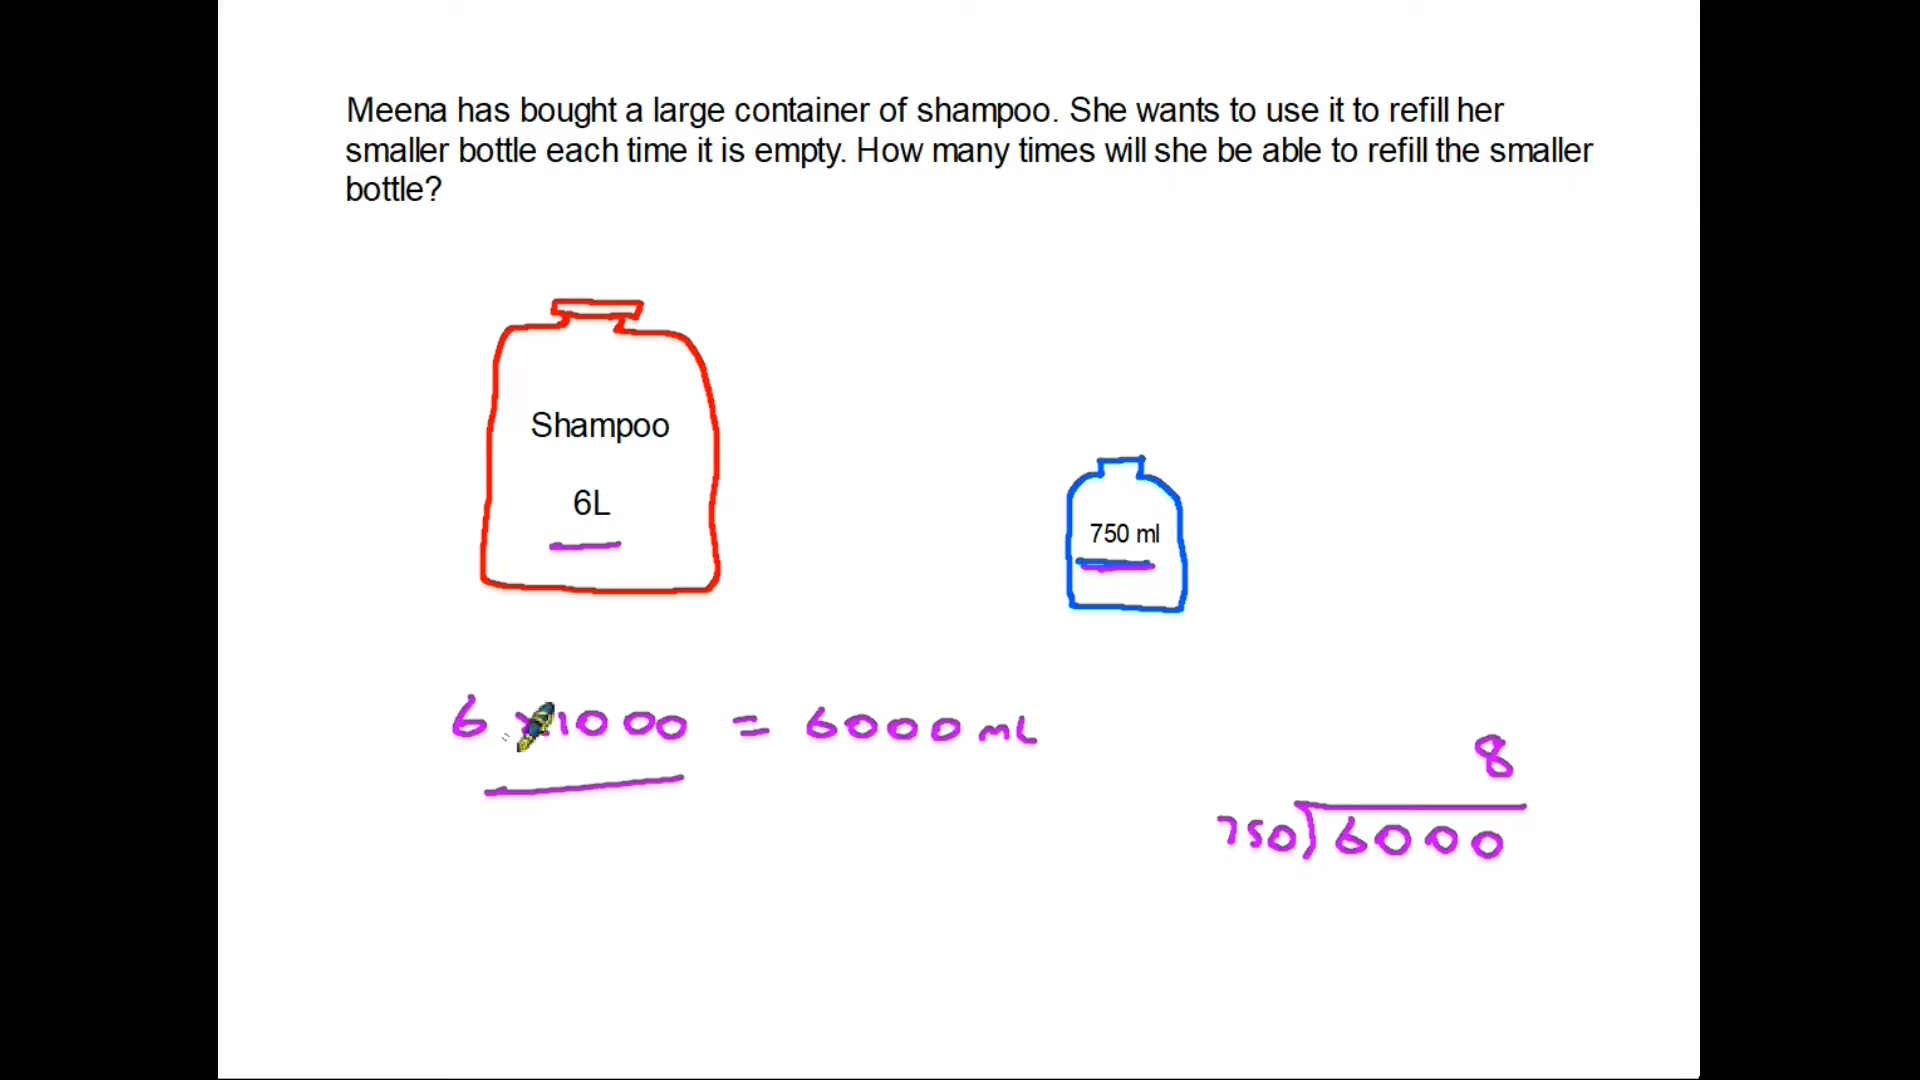 Meena has bought a large container of shampoo. She wants to use it to refill her
smaller bottle each time it is empty. How many times will she be able to refill the smaller
bottle?
Shampoo
6L
750 ml
6 x 1000 = 6000 mL
8
750)6000